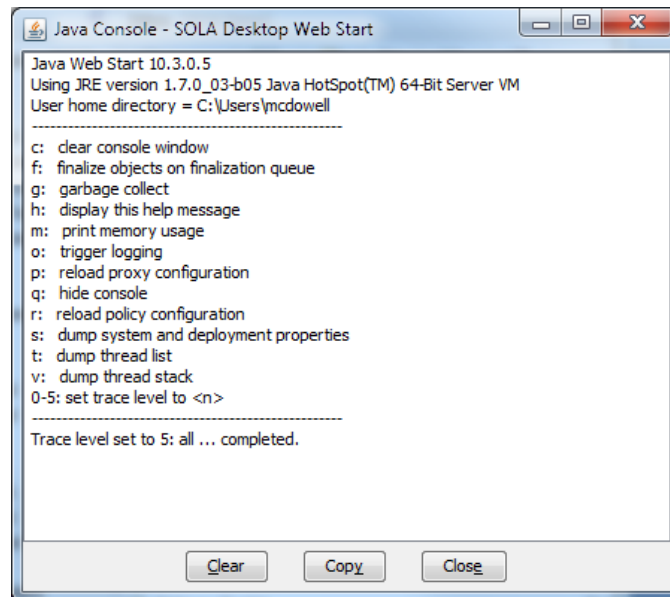 Java Console - SOLA Desktop Web Start
Java Web Start 10.3.0.5
Using JRE version 1.7.0_03-b05 Java HotSpot(TM) 64-Bit Server VM
User home directory = C:\Users\mcdowell
----------------------------------------------------
c:   clear console window
f:   finalize objects on finalization queue
g:   garbage collect
h:   display this help message
m:   print memory usage
o:   trigger logging
p:   reload proxy configuration
q:   hide console
r:   reload policy configuration
s:   dump system and deployment properties
t:   dump thread list
v:   dump thread stack
0-5: set trace level to <n>
----------------------------------------------------
Trace level set to 5: all ... completed.
Clear Copy Close